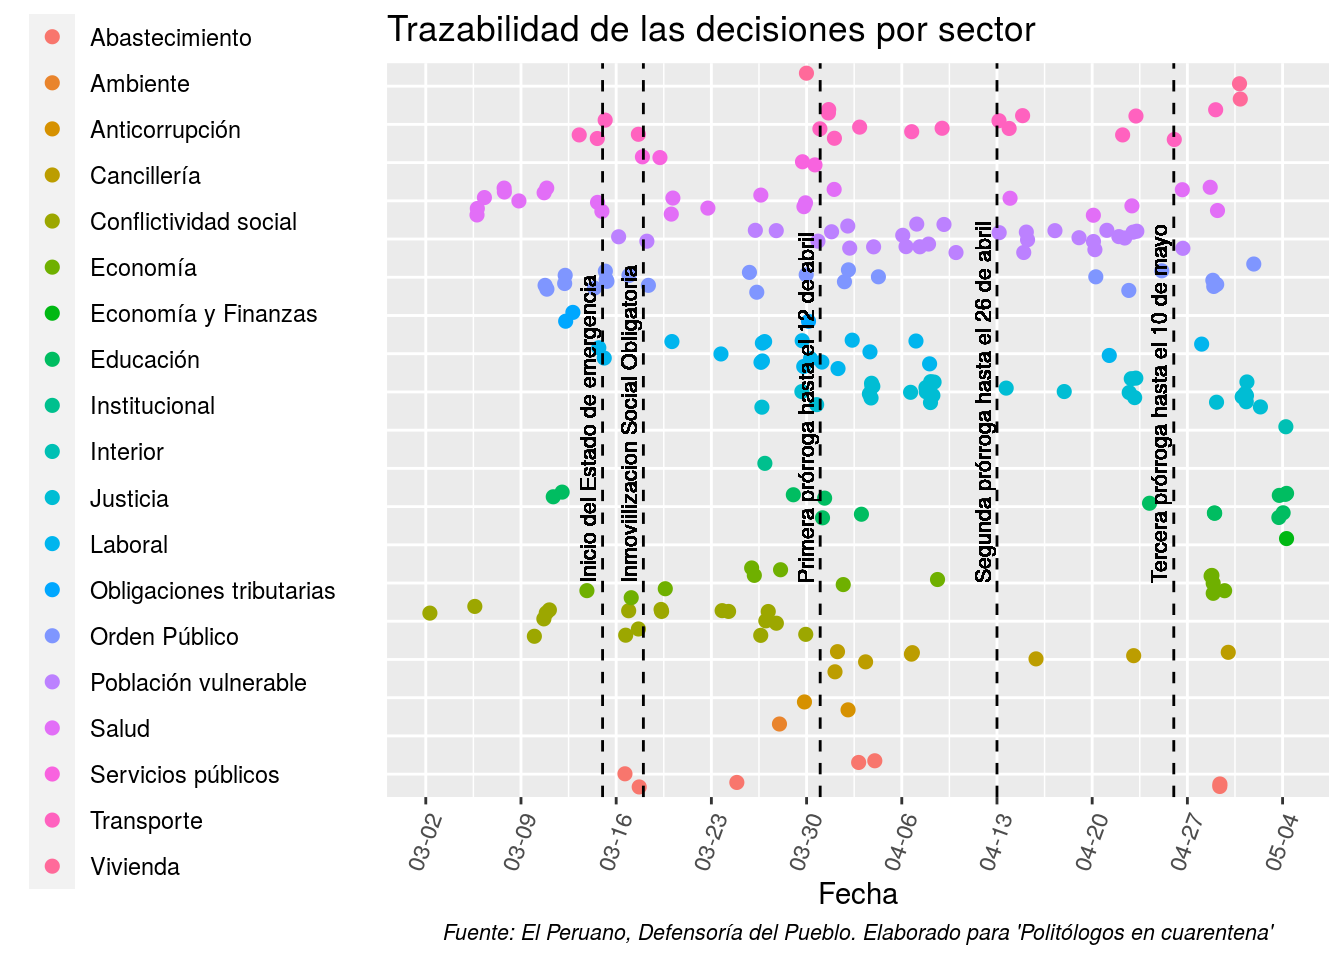 Trazabilidad de las decisiones por sector
Abastecimiento
Ambiente
Anticorrupción
Cancillería
Conflictividad social
Economía
Economía y Finanzas
Educación
Institucional
Interior
Justicia
Laboral
Obligaciones tributarias
Orden Público
Población vulnerable
Salud
Servicios públicos
Transporte
Vivienda
Inicio del Estado de emergencia
Inmoviilizacion Social Obligatoria
Primera prórroga hasta el 12 de abril
Segunda prórroga hasta el 26 de abril
Tercera prórroga hasta el 10 de mayo
03-02
03-09
03-16
03-23
03-30
04-06
04-13
04-20
04-27
05-04
Fecha
Fuente: El Peruano, Defensoría del Pueblo. Elaborado para 'Politólogos en cuarentena'